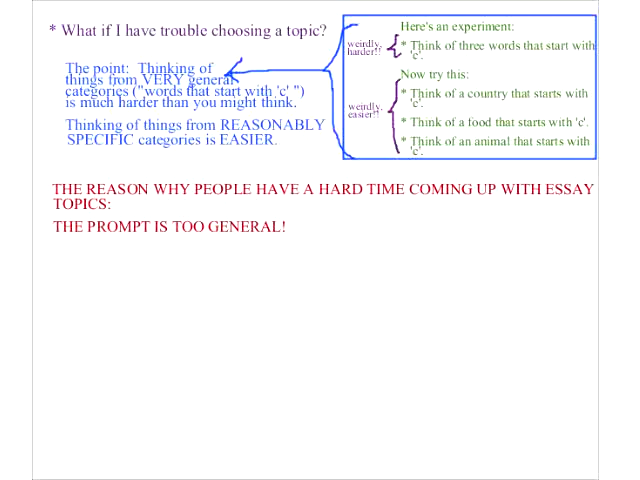 * What if I have trouble choosing a topic?
The point: Thinking of
things from VERY general
categories ("words that start with 'c' ")
is much harder than you might think.
Thinking of things from REASONABLY
SPECIFIC categories is EASIER.
Here's an experiment:
weirdly,
harder!!
* Think of three words that start with
'c'.
Now try this:
weirdly,
easier!!
* Think of a country that starts with
'c'.
* Think of a food that starts with 'c'.
* Think of an animal that starts with
'c'.
THE REASON WHY PEOPLE HAVE A HARD TIME COMING UP WITH ESSAY
TOPICS:
THE PROMPT IS TOO GENERAL!